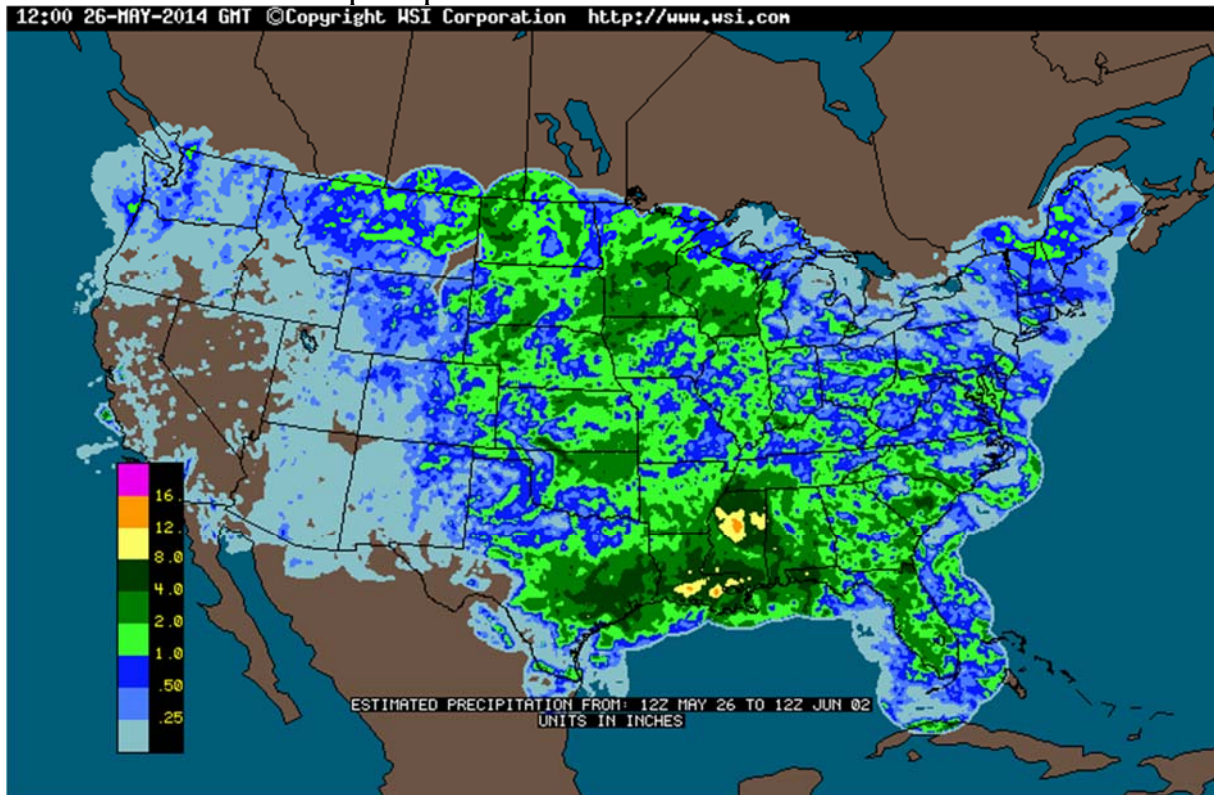 12:00 26-MAY-2014 GMT ©Copyright WSI Corporation http://www.wsi.com
16.
12.
8.0
4.0
2.0
1.0
.50
.25
ESTIMATED PRECIPITATION FROM: 12Z MAY 26 TO 12Z JUN 02
UNITS IN INCHES